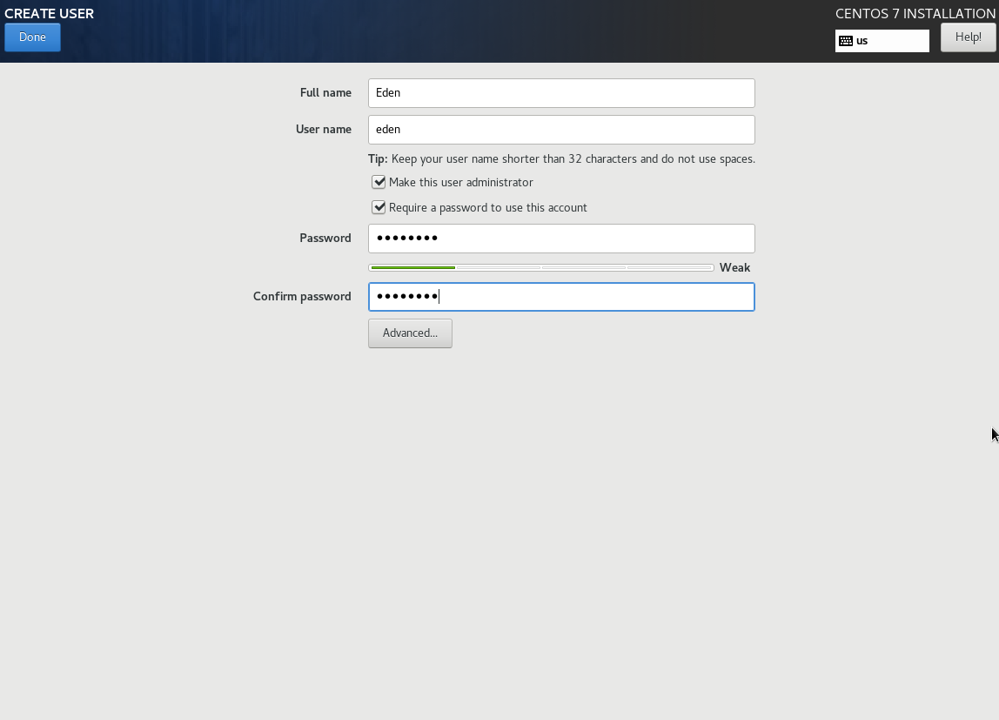 CREATE USER
CENTOS 7 INSTALLATION
Done
us
Help!
Full name
Eden
User name
eden
Tip: Keep your user name shorter than 32 characters and do not use spaces.
Make this user administrator
Require a password to use this account
Password
●●●●●●●●
Weak
Confirm password
●●●●●●●●
Advanced...